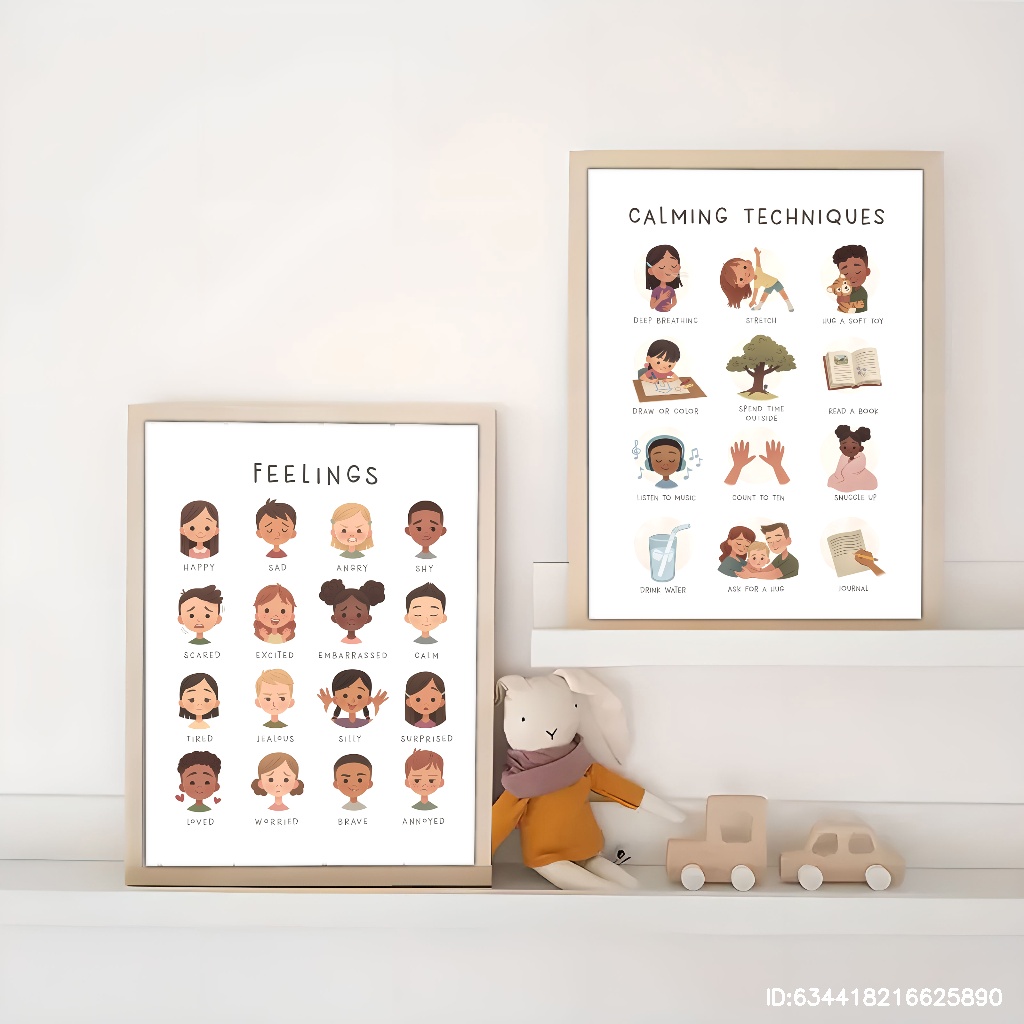 CALMING TECHNIQUES
DEEP BREATHING
STRETCH
HUG A SOFT TOY
DRAW OR COLOR
SPEND TIME
OUTSIDE
READ A BOOK
LISTEN TO MUSIC
COUNT TO TEN
SNUGGLE UP
DRINK WATER
ASK FOR A HUG
JOURNAL
FEELINGS
HAPPY
SAD
ANGRY
SHY
SCARED
EXCITED
EMBARRASSED
CALM
TIRED
JEALOUS
SILLY
SURPRISED
LOVED
WORRIED
BRAVE
ANNOYED
ID:634418216625890